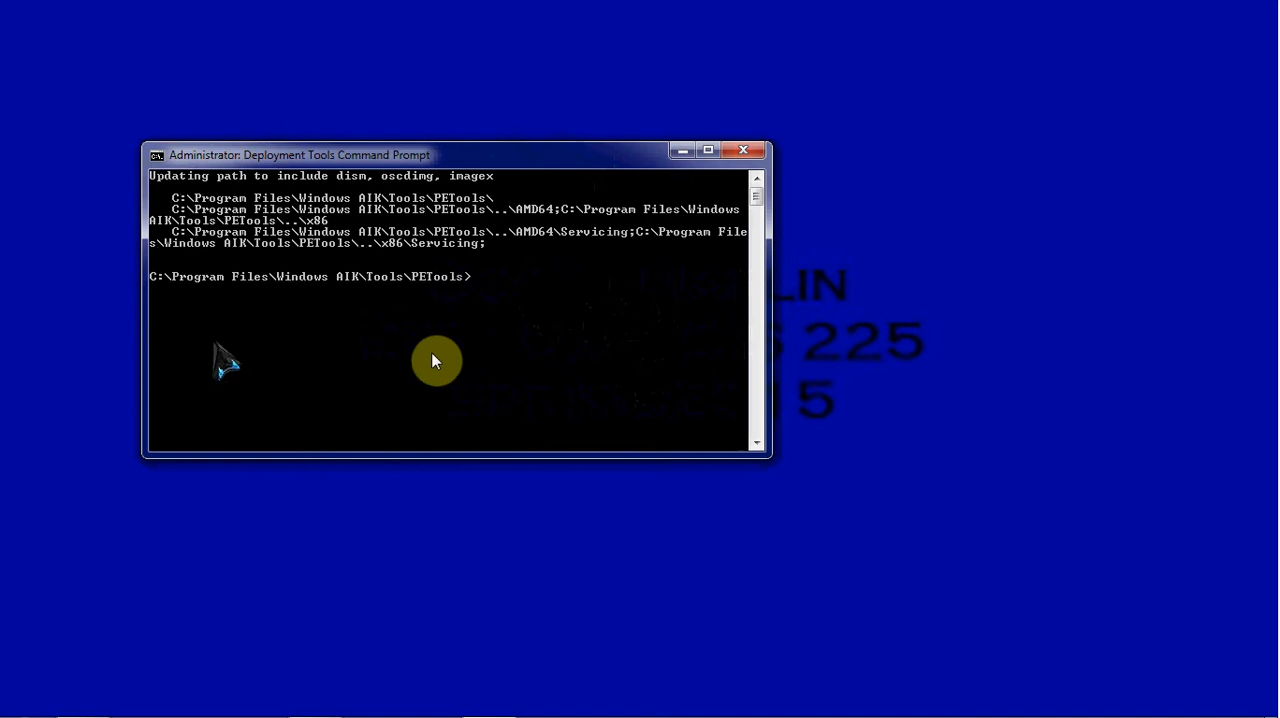 Administrator: Deployment Tools Command Prompt
Updating path to include dism, oscdimg, imagex
C:\Program Files\Windows AIK\Tools\PETools\
C:\Program Files\Windows AIK\Tools\PETools\..\AMD64;C:\Program Files\Windows
AIK\Tools\PETools\..\x86
C:\Program Files\Windows AIK\Tools\PETools\..\AMD64\Servicing;C:\Program File
s\Windows AIK\Tools\PETools\..\x86\Servicing;
C:\Program Files\Windows AIK\Tools\PETools>
225
5